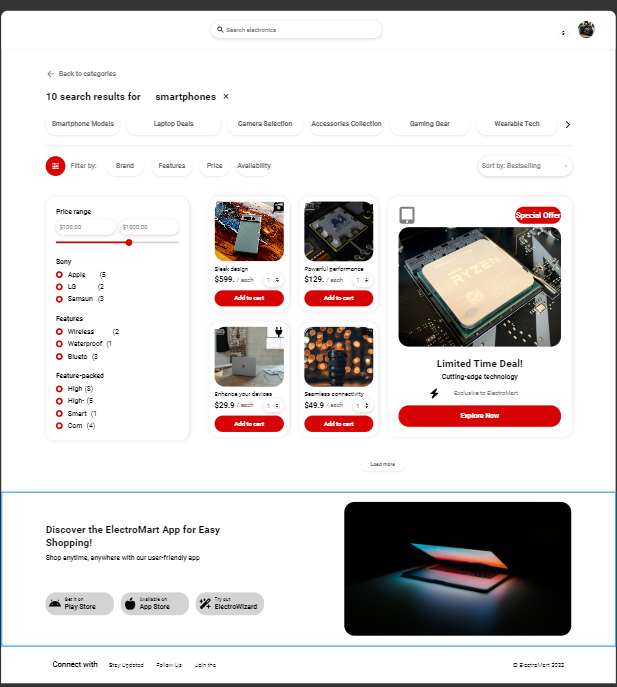 Search electronics
Back to categories
10 search results for smartphones ×
Smartphone Models Laptop Deals Camera Selection Accessories Collection Gaming Gear Wearable Tech
Filter by: Brand Features Price Availability Sort by: Bestselling
Price range
$100.00 $1000.00
Sony
Apple (5
LG (2
Samsun (3
Features
Wireless (2
Waterproof (1
Blueto (3
Feature-packed
High (8)
High- (5
Smart (1
Com (4)
Sleek design
$599. / each 1
Add to cart
Powerful performance
$129. / each 1
Add to cart
Enhance your devices
$29.9 / each 1
Add to cart
Seamless connectivity
$49.9 / each 1
Add to cart
Special Offer
RYZEN
Limited Time Deal!
Cutting-edge technology
Exclusive to ElectroMart
Explore Now
Load more
Discover the ElectroMart App for Easy
Shopping!
Shop anytime, anywhere with our user-friendly app
Get it on
Play Store
Available on
App Store
Try out
ElectroWizard
Connect with Stay Updated Follow Us Join the © ElectroMart 2022